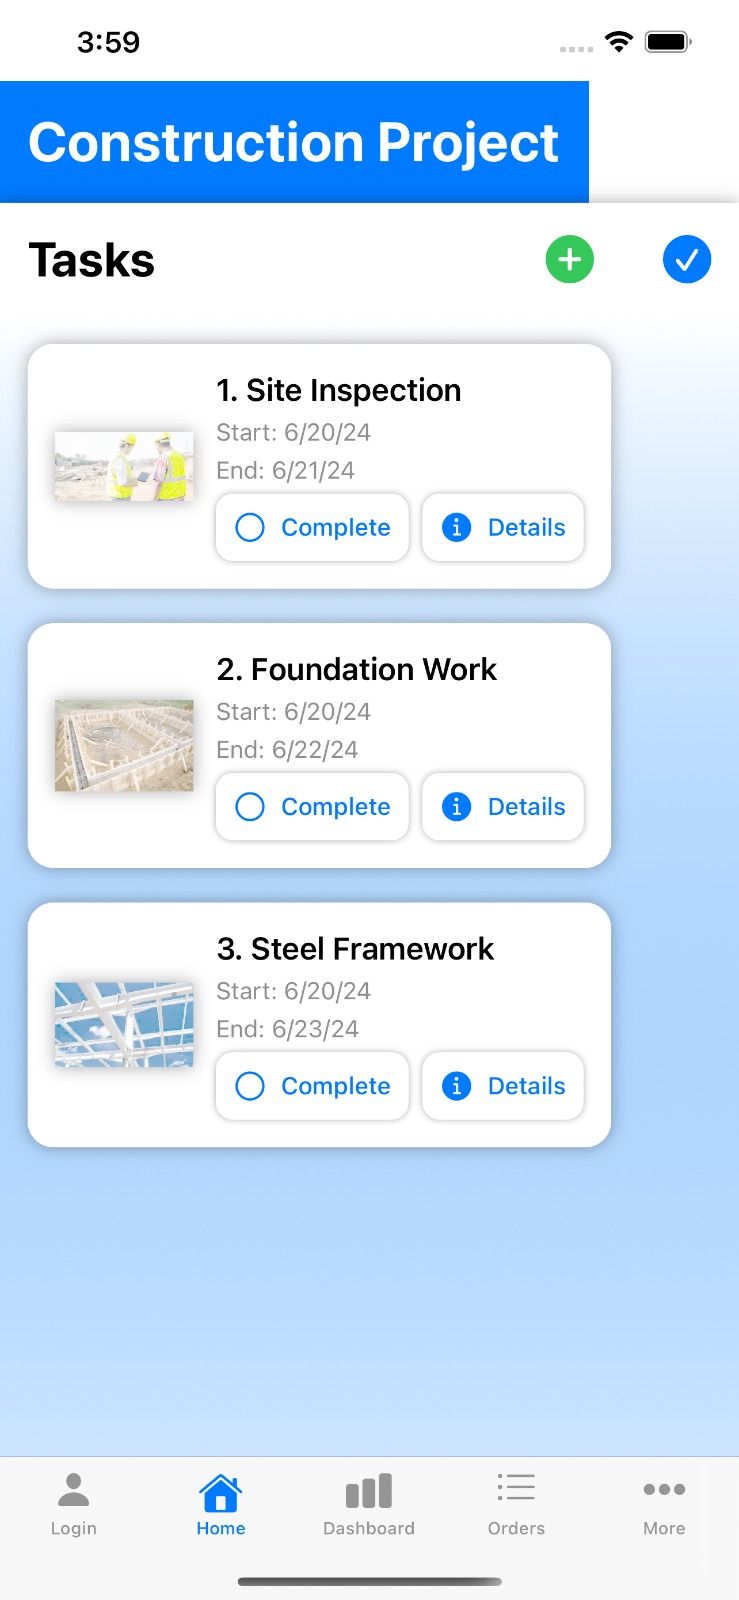 3:59
Construction Project
Tasks
1. Site Inspection
Start: 6/20/24
End: 6/21/24
Complete
Details
2. Foundation Work
Start: 6/20/24
End: 6/22/24
Complete
Details
3. Steel Framework
Start: 6/20/24
End: 6/23/24
Complete
Details
Login
Home
Dashboard
Orders
More